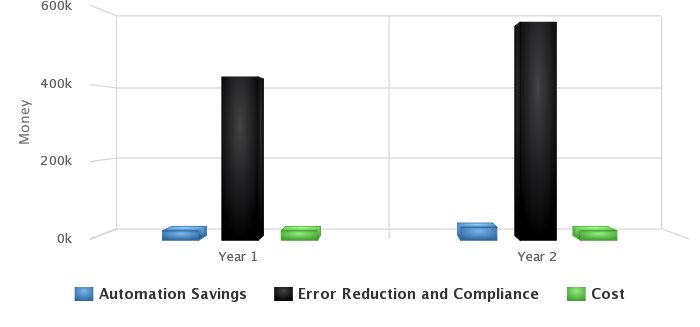 600k
400k
Money
200k
0k
Year 1 Year 2
Automation Savings Error Reduction and Compliance Cost